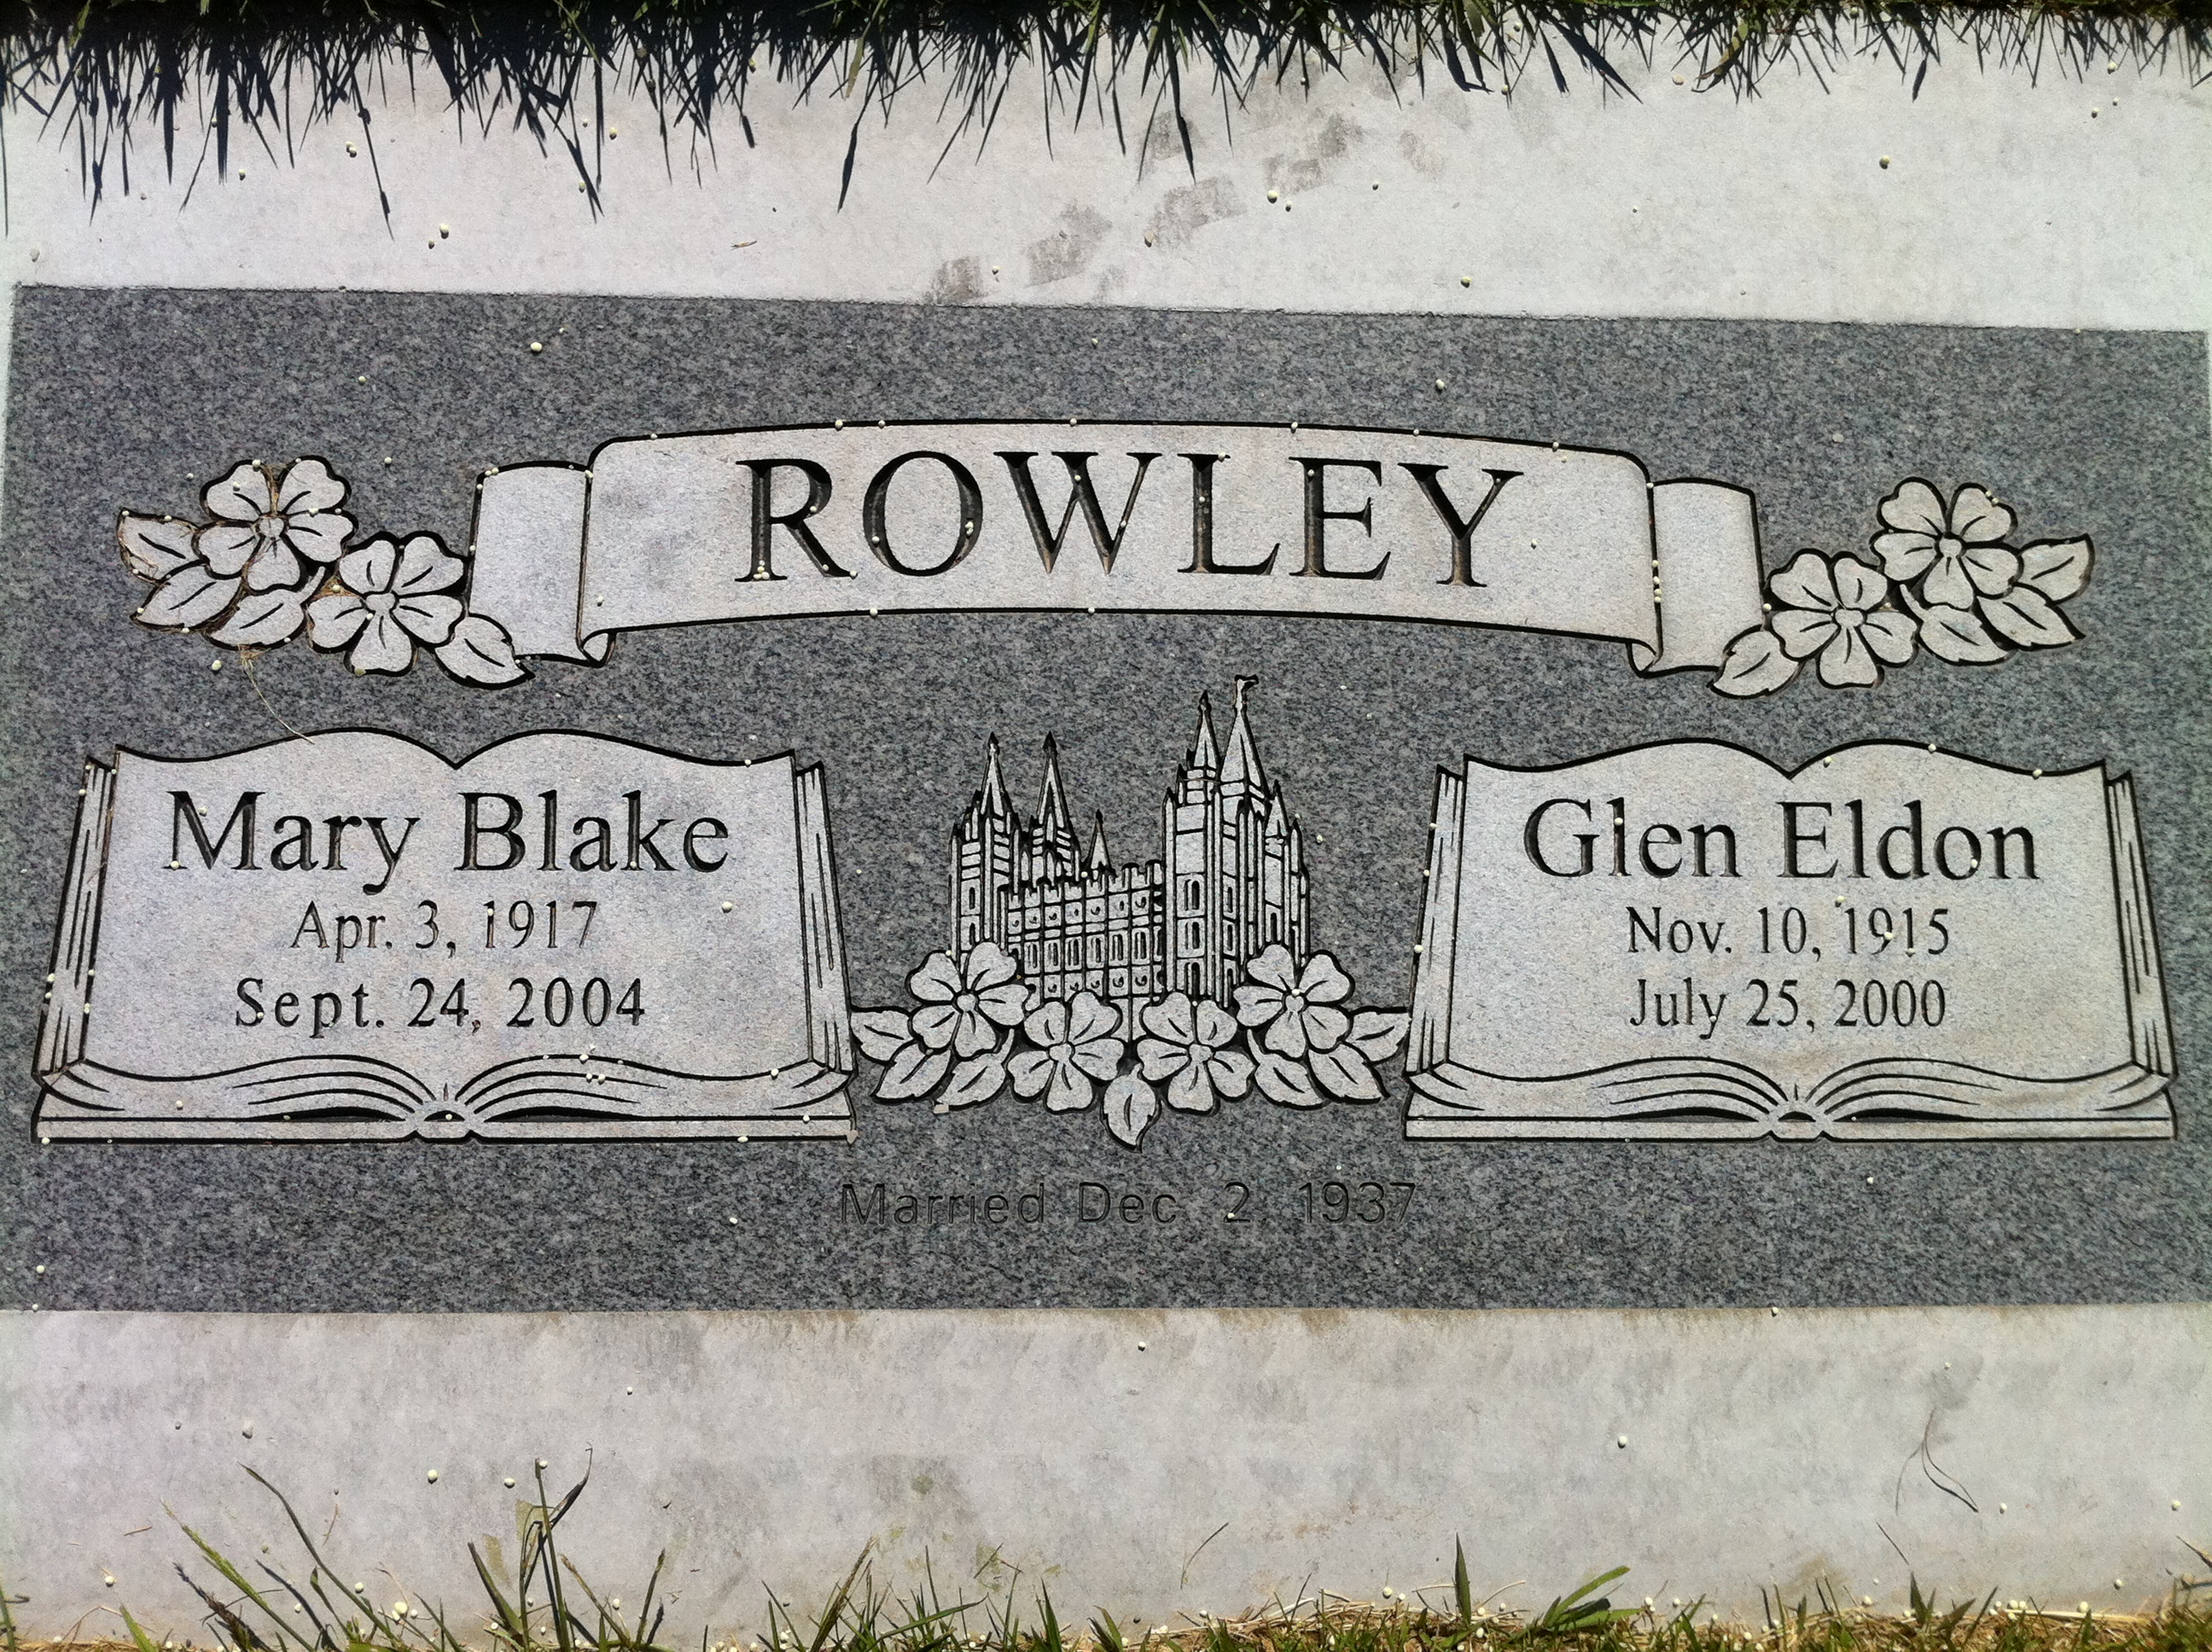 ROWLEY
Mary Blake
Apr. 3, 1917
Sept. 24, 2004
Glen Eldon
Nov. 10, 1915
July 25, 2000
Married Dec 2, 1937